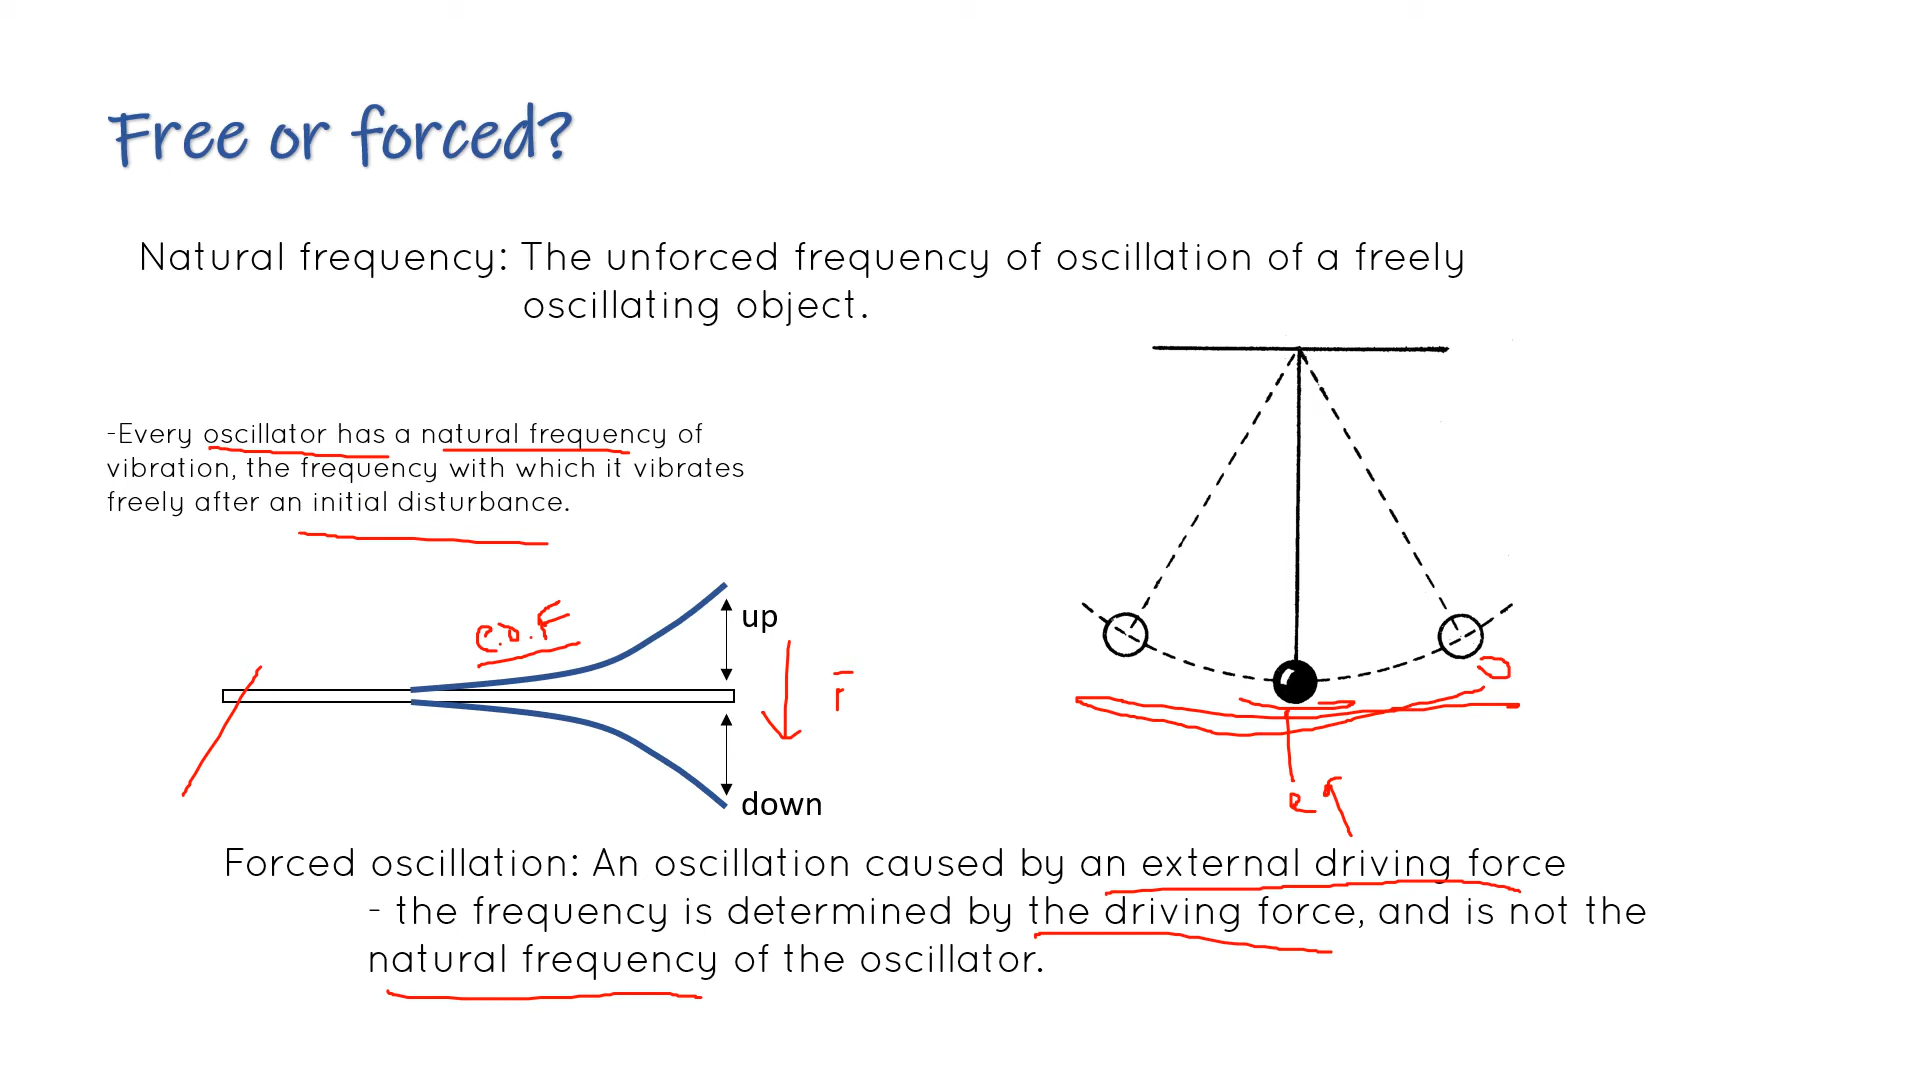 Free or forced?
Natural frequency: The unforced frequency of oscillation of a freely
oscillating object.
-Every oscillator has a natural frequency of
vibration, the frequency with which it vibrates
freely after an initial disturbance.
up
down
Forced oscillation: An oscillation caused by an external driving force
- the frequency is determined by the driving force, and is not the
natural frequency of the oscillator.